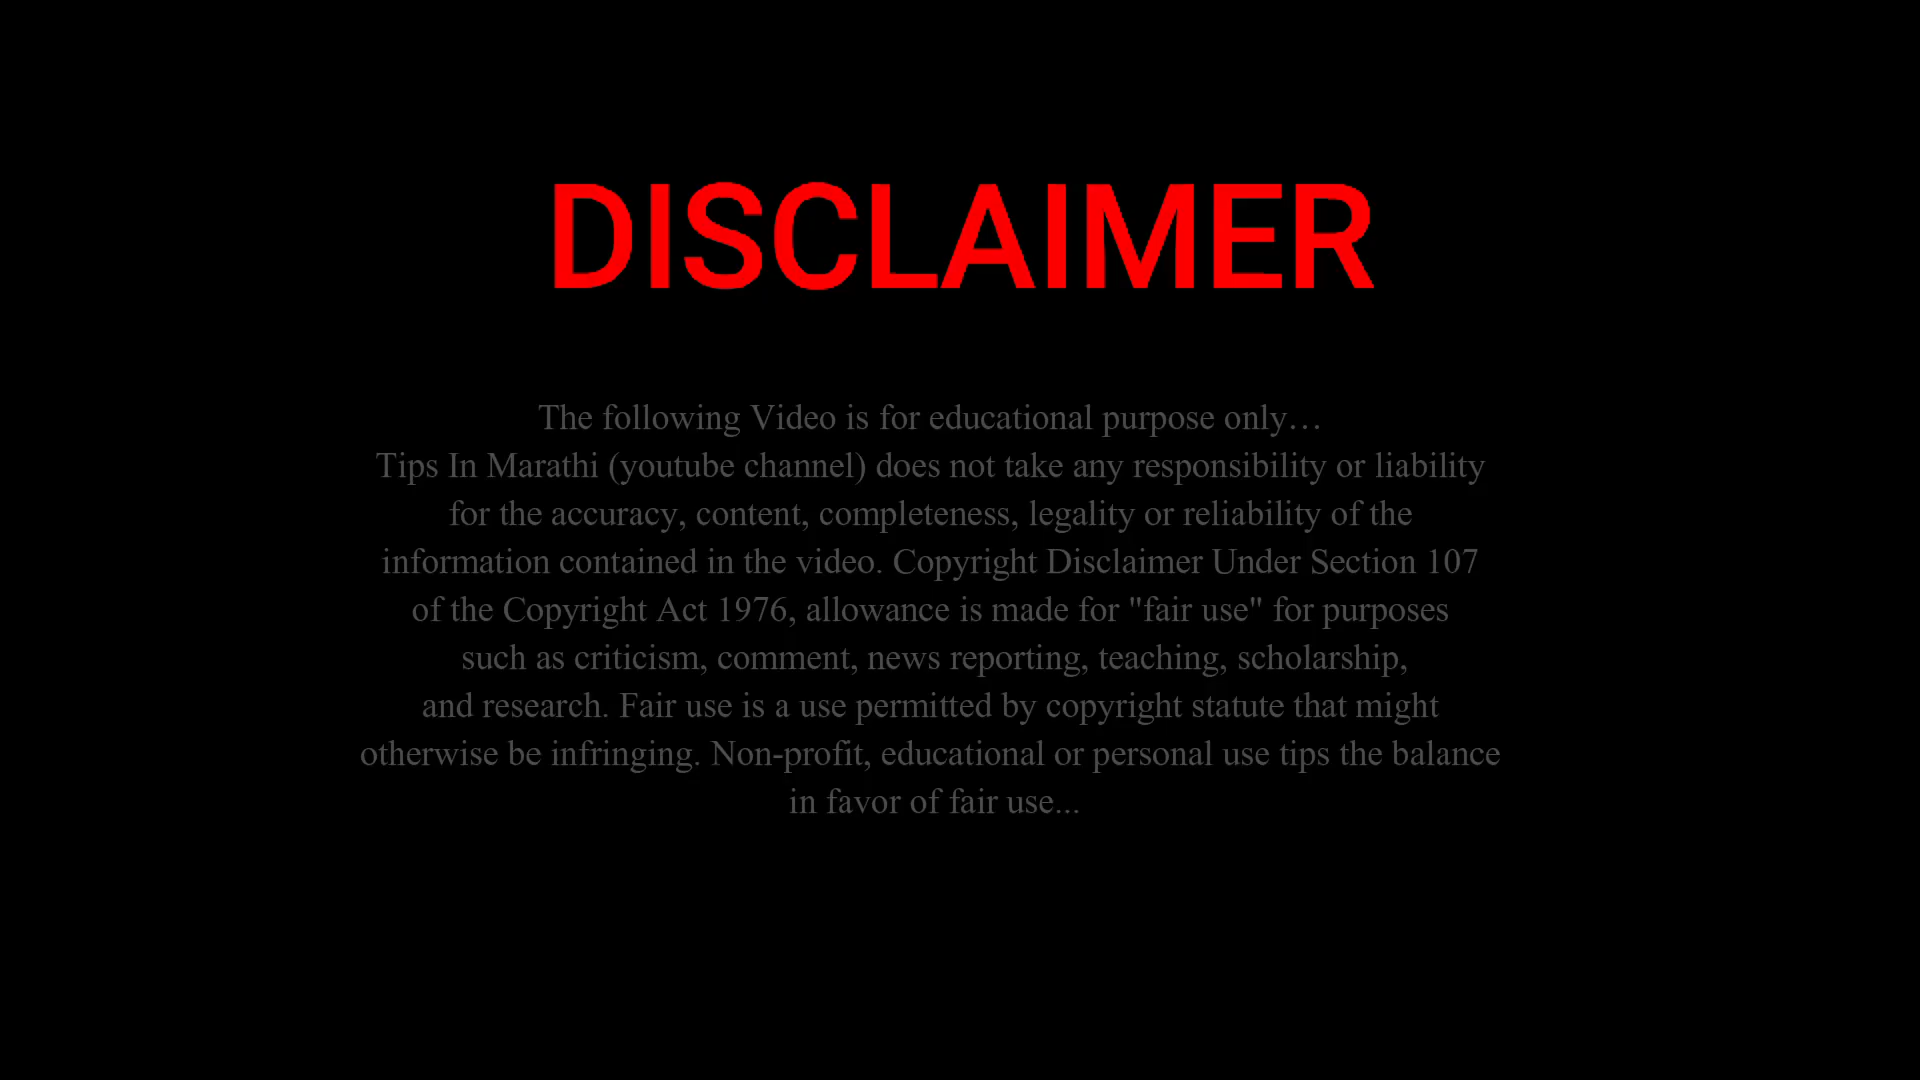 DISCLAIMER
The following Video is for educational purpose only…
Tips In Marathi (youtube channel) does not take any responsibility or liability
for the accuracy, content, completeness, legality or reliability of the
information contained in the video. Copyright Disclaimer Under Section 107
of the Copyright Act 1976, allowance is made for "fair use" for purposes
such as criticism, comment, news reporting, teaching, scholarship,
and research. Fair use is a use permitted by copyright statute that might
otherwise be infringing. Non-profit, educational or personal use tips the balance
in favor of fair use...